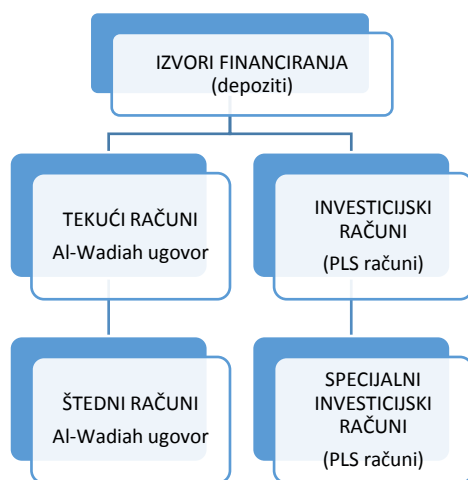 IZVORI FINANCIRANJA
(depoziti)
TEKUĆI RAČUNI
Al-Wadiah ugovor
INVESTICIJSKI
RAČUNI
(PLS računi)
ŠTEDNI RAČUNI
Al-Wadiah ugovor
SPECIJALNI
INVESTICIJSKI
RAČUNI
(PLS računi)